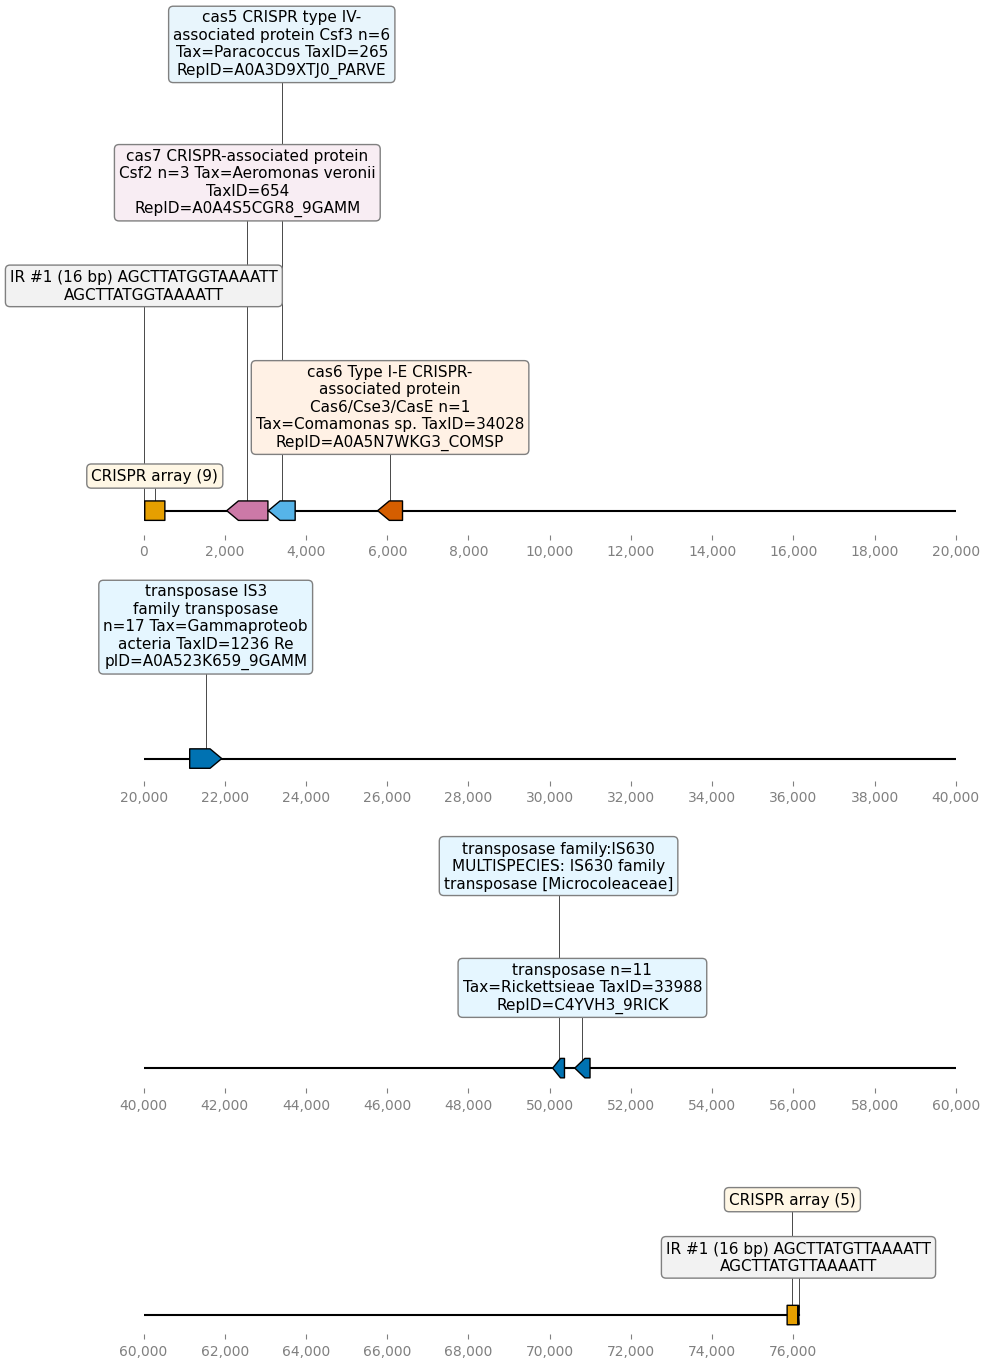 cas5 CRISPR type IV-
associated protein Csf3 n=6
Tax=Paracoccus TaxID=265
RepID=A0A3D9XTJ0_PARVE
cas7 CRISPR-associated protein
Csf2 n=3 Tax=Aeromonas veronii
TaxID=654
RepID=A0A4S5CGR8_9GAMM
IR #1 (16 bp) AGCTTATGGTAAAATT
AGCTTATGGTAAAATT
cas6 Type I-E CRISPR-
associated protein
Cas6/Cse3/CasE n=1
Tax=Comamonas sp. TaxID=34028
RepID=A0A5N7WKG3_COMSP
CRISPR array (9)
0 2,000 4,000 6,000 8,000 10,000 12,000 14,000 16,000 18,000 20,000
transposase IS3
family transposase
n=17 Tax=Gammaproteob
acteria TaxID=1236 Re
pID=A0A523K659_9GAMM
20,000 22,000 24,000 26,000 28,000 30,000 32,000 34,000 36,000 38,000 40,000
transposase family:IS630
MULTISPECIES: IS630 family
transposase [Microcoleaceae]
transposase n=11
Tax=Rickettsieae TaxID=33988
RepID=C4YVH3_9RICK
40,000 42,000 44,000 46,000 48,000 50,000 52,000 54,000 56,000 58,000 60,000
CRISPR array (5)
IR #1 (16 bp) AGCTTATGTTAAAATT
AGCTTATGTTAAAATT
60,000 62,000 64,000 66,000 68,000 70,000 72,000 74,000 76,000